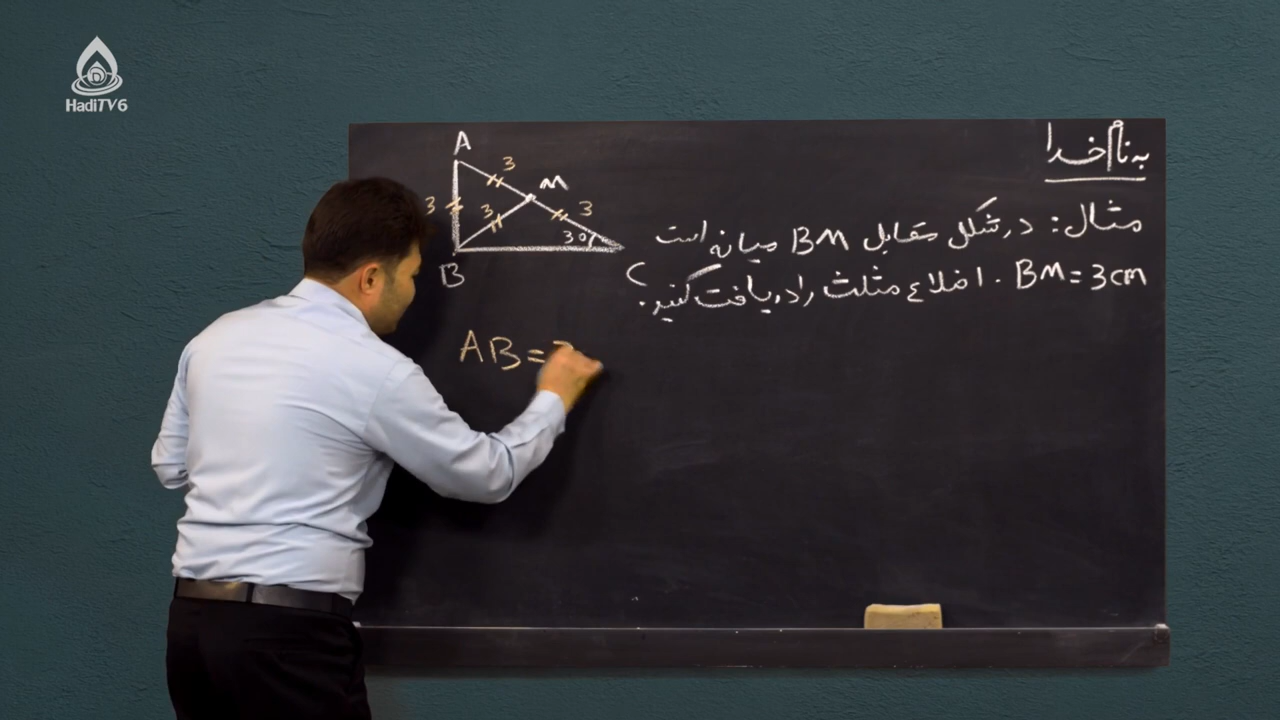 HadiTV6
به نام خدا
مثال: در شکل مقابل BM میانه است
BM = 3cm . اضلاع مثلث را دریافت کنید؟
A
3
M
3
3
3
30°
B
AB =